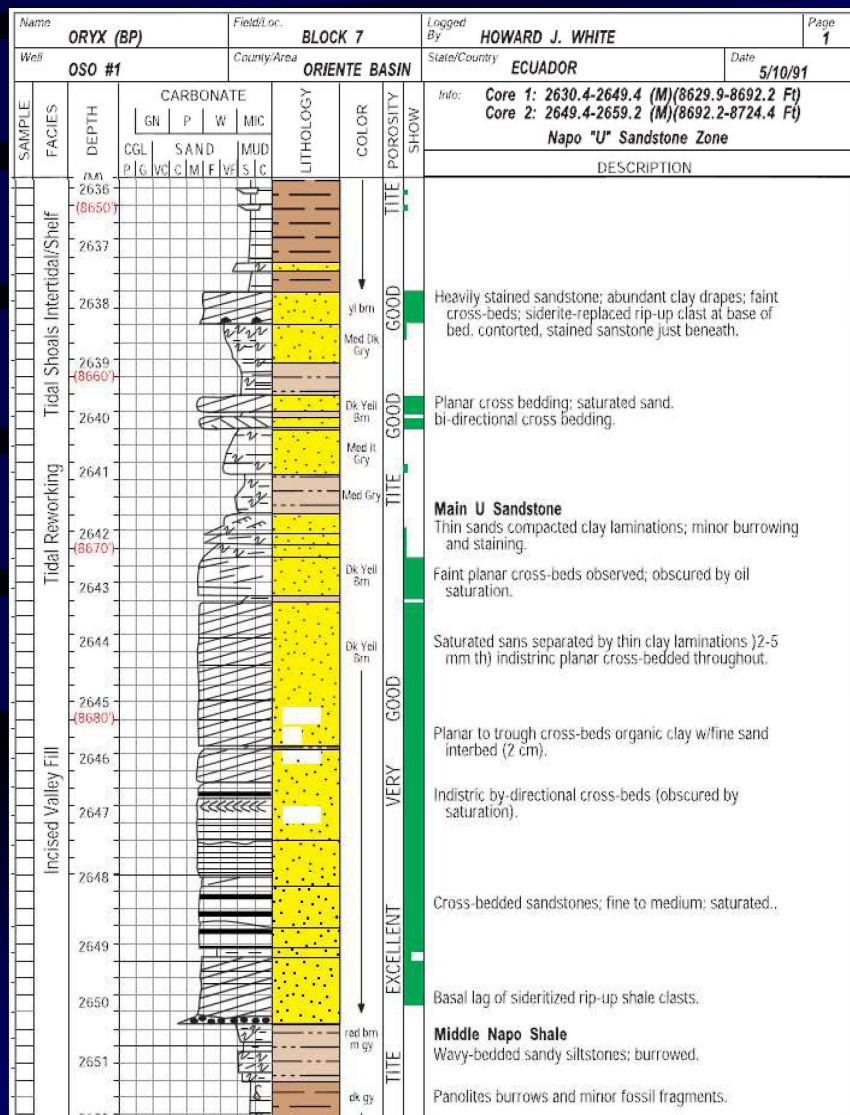 Name
ORYX (BP)
Field/Loc.
BLOCK 7
Logged By
HOWARD J. WHITE
Page
1
Well
OSO #1
County/Area
ORIENTE BASIN
State/Country
ECUADOR
Date
5/10/91
SAMPLE
FACIES
DEPTH
(M)
CARBONATE
GN P W MIC
CGL SAND MUD
P G VC C M F VF S C
LITHOLOGY
COLOR
POROSITY
SHOW
Info: Core 1: 2630.4-2649.4 (M)(8629.9-8692.2 Ft)
Core 2: 2649.4-2659.2 (M)(8692.2-8724.4 Ft)
Napo "U" Sandstone Zone
DESCRIPTION
Tidal Shoals Intertidal/Shelf
Tidal Reworking
Incised Valley Fill
2636
(8650')
2637
2638
2639
(8660')
2640
2641
2642
(8670')
2643
2644
2645
(8680')
2646
2647
2648
2649
2650
2651
yl brn
Med Dk
Gry
Dk Yell
Brn
Med lt
Gry
Med Gry
Dk Yell
Brn
Dk Yell
Brn
red brn
m gy
dk gy
TITE
GOOD
GOOD
TITE
GOOD
VERY
EXCELLENT
TITE
Heavily stained sandstone; abundant clay drapes; faint
cross-beds; siderite-replaced rip-up clast at base of
bed. contorted, stained sanstone just beneath.
Planar cross bedding; saturated sand.
bi-directional cross bedding.
Main U Sandstone
Thin sands compacted clay laminations; minor burrowing
and staining.
Faint planar cross-beds observed; obscured by oil
saturation.
Saturated sans separated by thin clay laminations )2-5
mm th) indistrinc planar cross-bedded throughout.
Planar to trough cross-beds organic clay w/fine sand
interbed (2 cm).
Indistric by-directional cross-beds (obscured by
saturation).
Cross-bedded sandstones; fine to medium: saturated..
Basal lag of sideritized rip-up shale clasts.
Middle Napo Shale
Wavy-bedded sandy siltstones; burrowed.
Panolites burrows and minor fossil fragments.